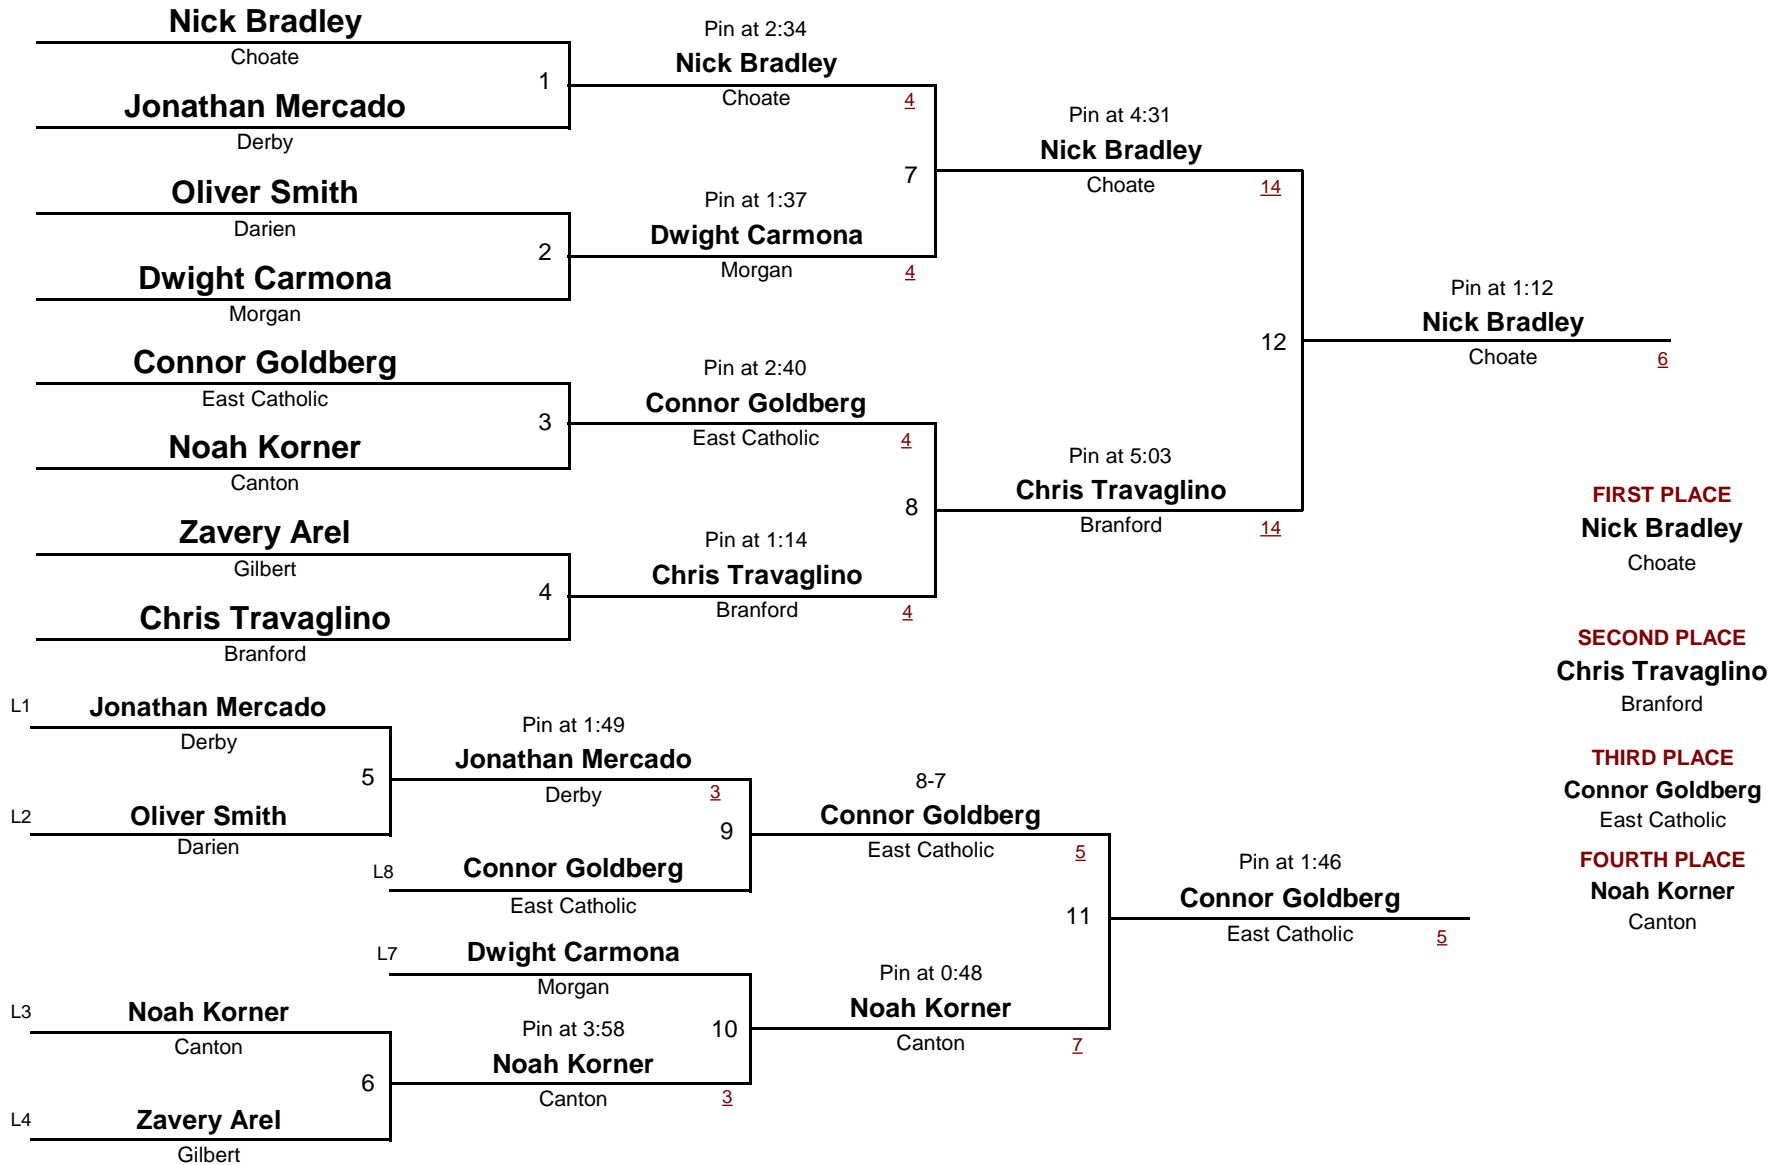 Nick Bradley
Choate
1
Jonathan Mercado
Derby
Oliver Smith
Darien
2
Dwight Carmona
Morgan
Connor Goldberg
East Catholic
3
Noah Korner
Canton
Zavery Arel
Gilbert
4
Chris Travaglino
Branford
Pin at 2:34
Nick Bradley
Choate 4
7
Pin at 1:37
Dwight Carmona
Morgan 4
Pin at 2:40
Connor Goldberg
East Catholic 4
8
Pin at 1:14
Chris Travaglino
Branford 4
Pin at 4:31
Nick Bradley
Choate 14
12
Pin at 5:03
Chris Travaglino
Branford 14
Pin at 1:12
Nick Bradley
Choate 6
FIRST PLACE
Nick Bradley
Choate
SECOND PLACE
Chris Travaglino
Branford
THIRD PLACE
Connor Goldberg
East Catholic
FOURTH PLACE
Noah Korner
Canton
L1 Jonathan Mercado
Derby
5
L2 Oliver Smith
Darien
Pin at 1:49
Jonathan Mercado
Derby 3
9
L8 Connor Goldberg
East Catholic
L7 Dwight Carmona
Morgan
10
L3 Noah Korner
Canton
6
L4 Zavery Arel
Gilbert
Pin at 3:58
Noah Korner
Canton 3
8-7
Connor Goldberg
East Catholic 5
11
Pin at 0:48
Noah Korner
Canton 7
Pin at 1:46
Connor Goldberg
East Catholic 5